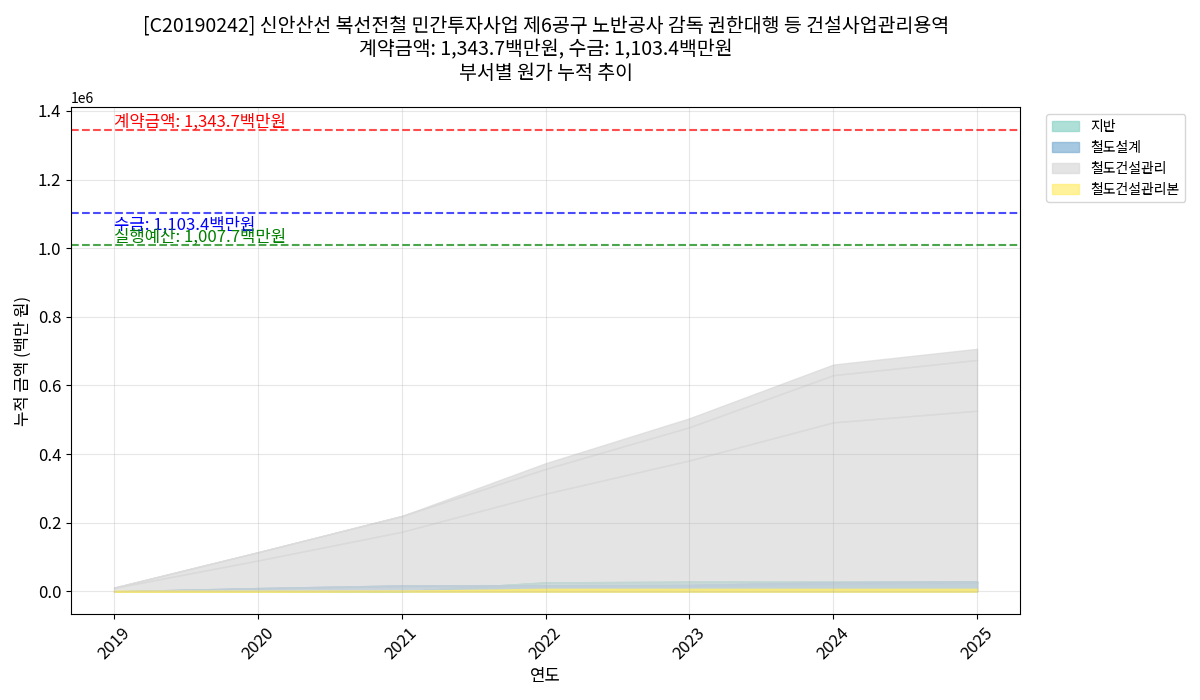 [C20190242] 신안산선 복선전철 민간투자사업 제6공구 노반공사 감독 권한대행 등 건설사업관리용역
계약금액: 1,343.7백만원, 수금: 1,103.4백만원
부서별 원가 누적 추이
1e6
1.4
1.2
1.0
0.8
0.6
0.4
0.2
0.0
누적 금액 (백만 원)
계약금액: 1,343.7백만원
수금: 1,103.4백만원
실행예산: 1,007.7백만원
2019
2020
2021
2022
2023
2024
2025
연도
지반
철도설계
철도건설관리
철도건설관리본